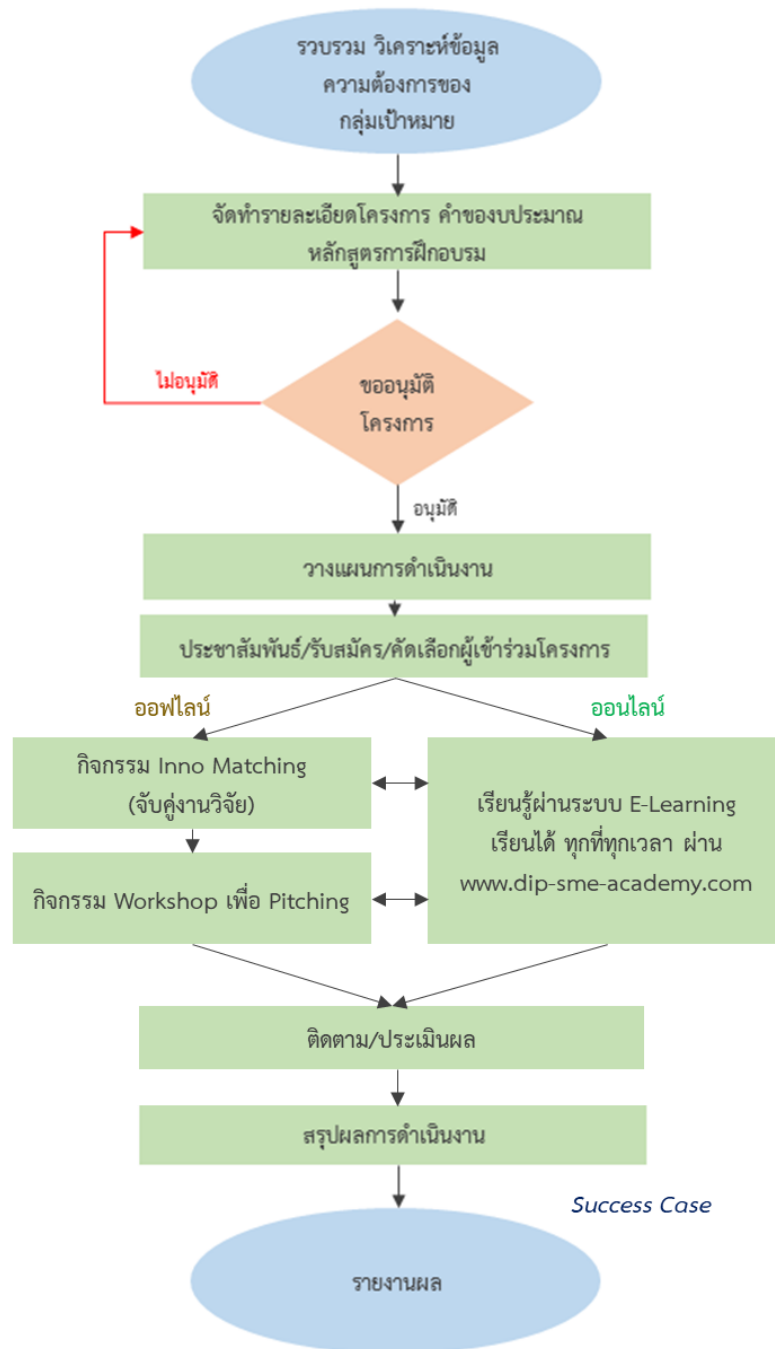 รวบรวม วิเคราะห์ข้อมูล
ความต้องการของ
กลุ่มเป้าหมาย
จัดทำรายละเอียดโครงการ คำของบประมาณ
หลักสูตรการฝึกอบรม
ไม่อนุมัติ
ขออนุมัติ
โครงการ
อนุมัติ
วางแผนการดำเนินงาน
ประชาสัมพันธ์/รับสมัคร/คัดเลือกผู้เข้าร่วมโครงการ
ออฟไลน์
ออนไลน์
กิจกรรม Inno Matching
(จับคู่งานวิจัย)
กิจกรรม Workshop เพื่อ Pitching
เรียนรู้ผ่านระบบ E-Learning
เรียนได้ ทุกที่ทุกเวลา ผ่าน
www.dip-sme-academy.com
ติดตาม/ประเมินผล
สรุปผลการดำเนินงาน
Success Case
รายงานผล